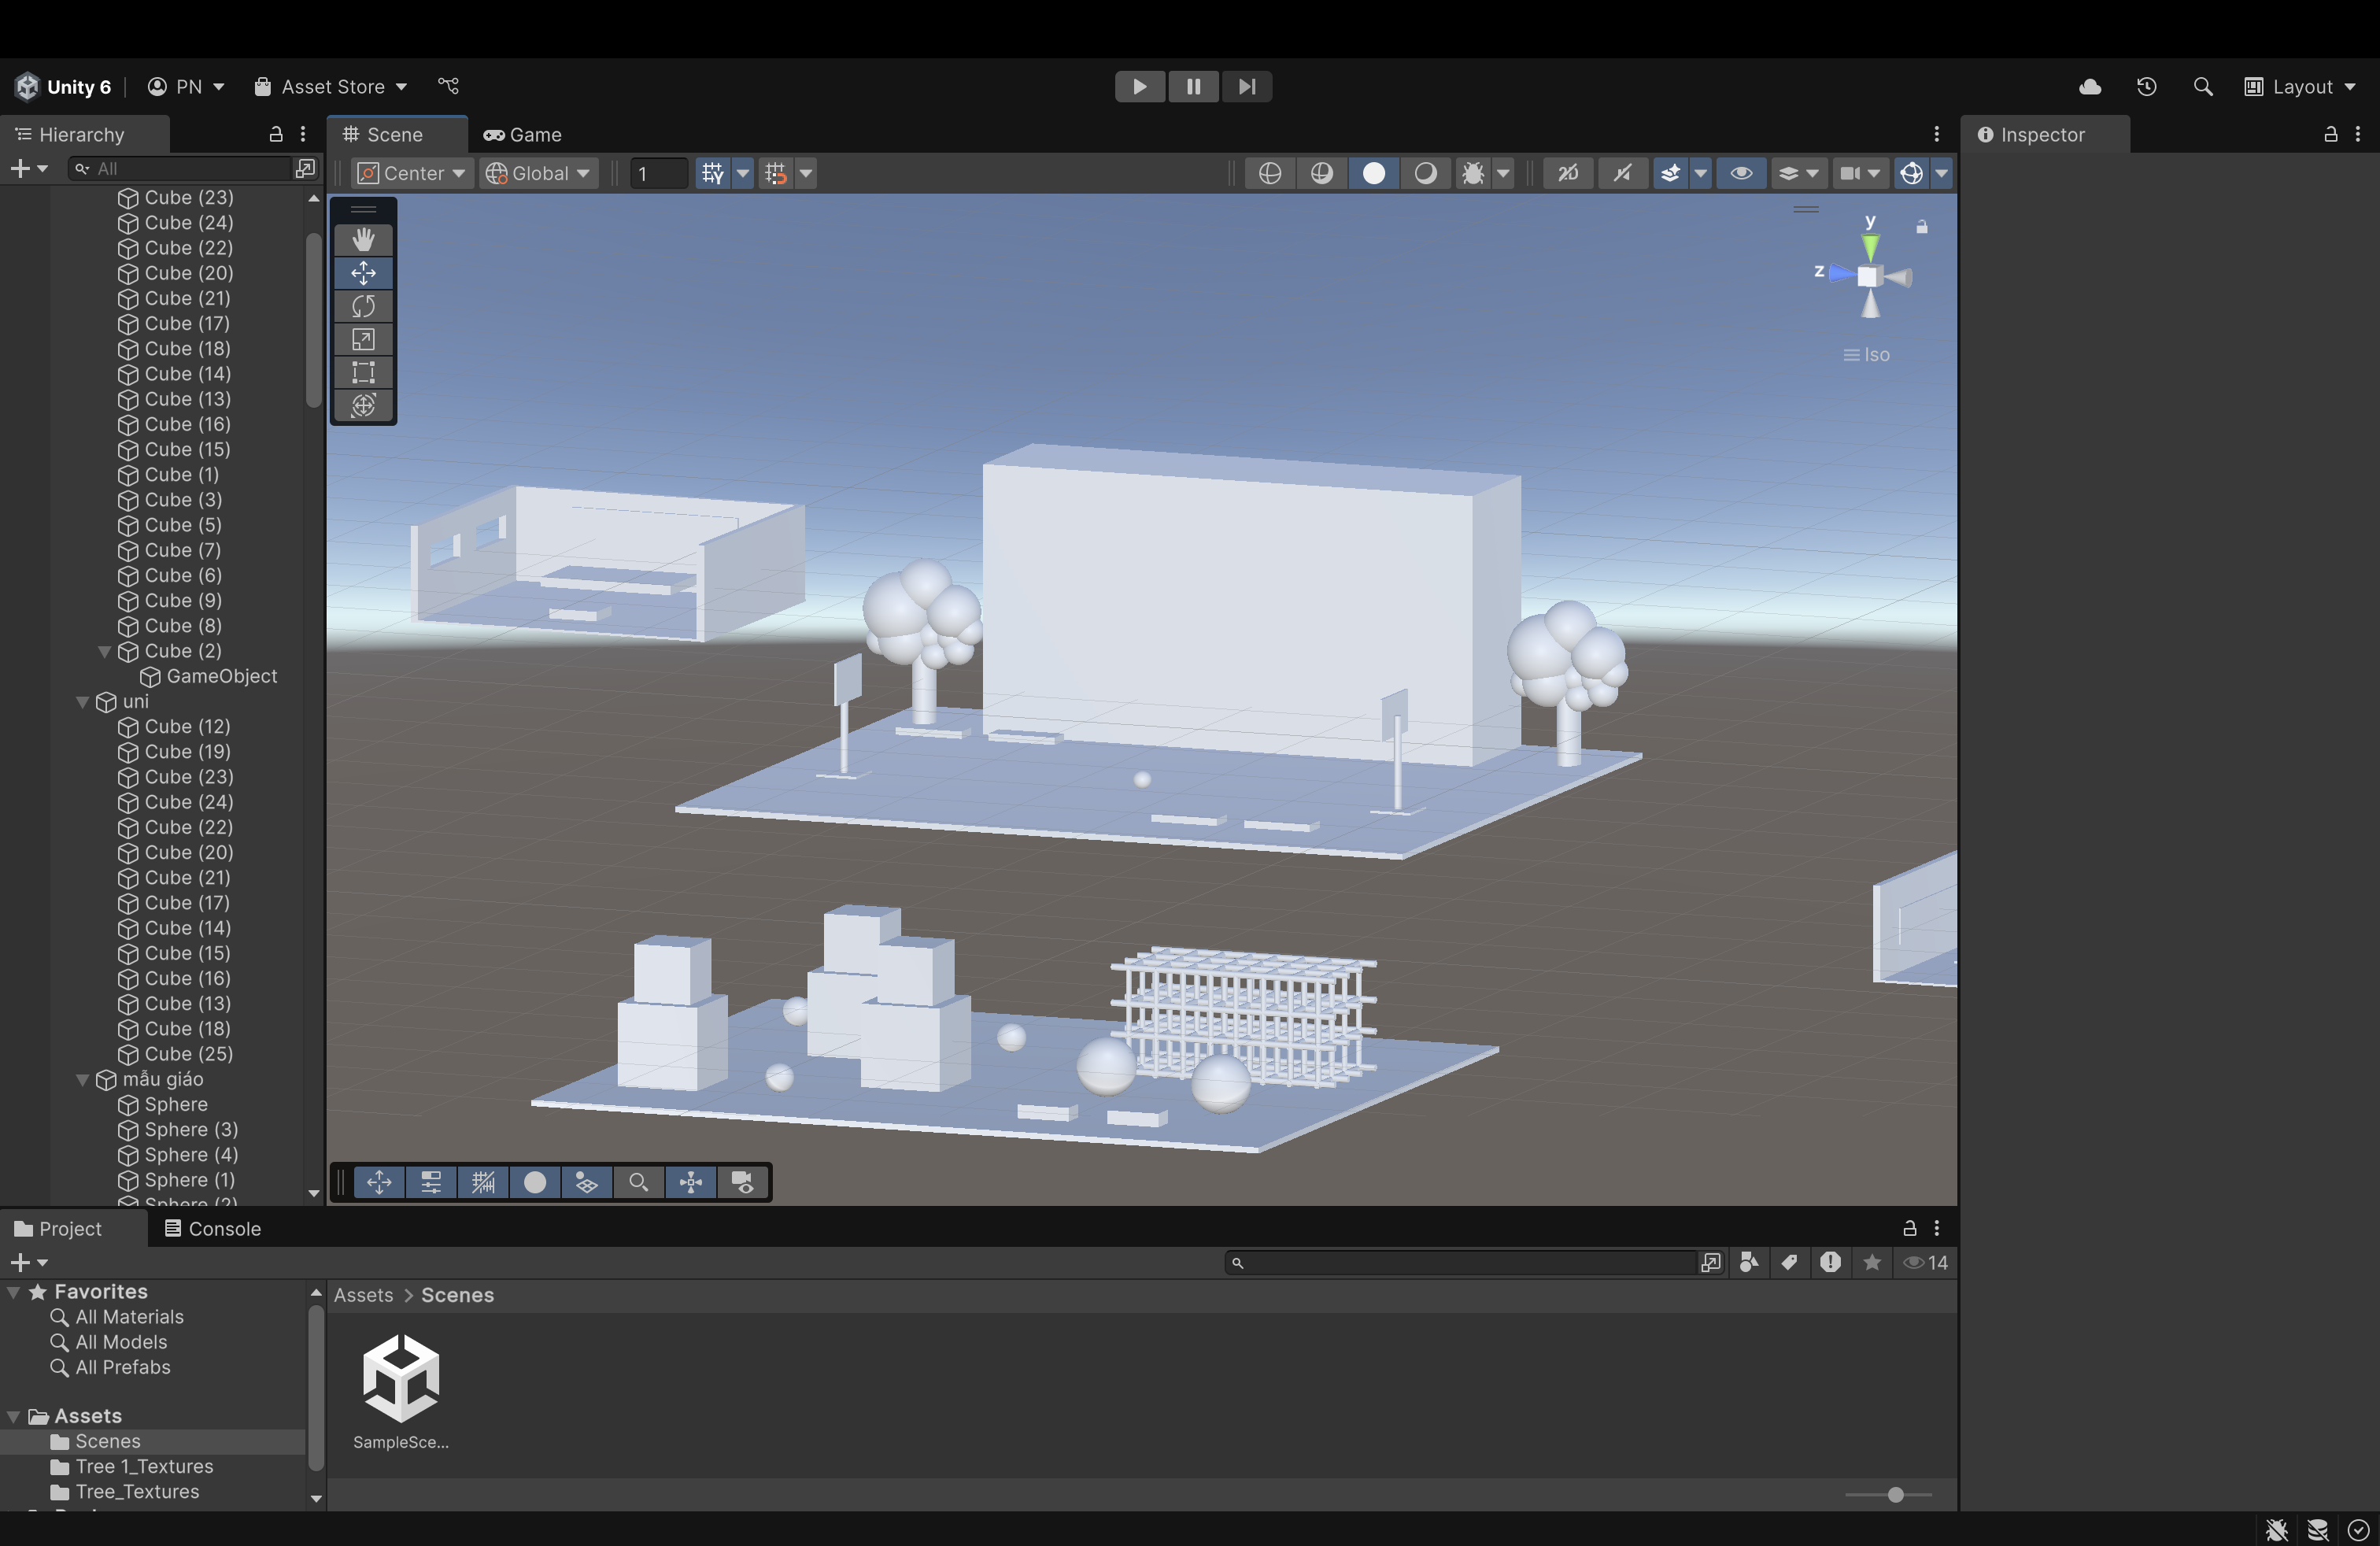 Unity 6
PN
Asset Store
Layout
Hierarchy
All
Cube (23)
Cube (24)
Cube (22)
Cube (20)
Cube (21)
Cube (17)
Cube (18)
Cube (14)
Cube (13)
Cube (16)
Cube (15)
Cube (1)
Cube (3)
Cube (5)
Cube (7)
Cube (6)
Cube (9)
Cube (8)
Cube (2)
GameObject
uni
Cube (12)
Cube (19)
Cube (23)
Cube (24)
Cube (22)
Cube (20)
Cube (21)
Cube (17)
Cube (14)
Cube (15)
Cube (16)
Cube (13)
Cube (18)
Cube (25)
mẫu giáo
Sphere
Sphere (3)
Sphere (4)
Sphere (1)
Sphere (2)
Scene
Game
Center
Global
1
2D
y
z
Iso
Inspector
Project
Console
14
Favorites
All Materials
All Models
All Prefabs
Assets
Scenes
Tree 1_Textures
Tree_Textures
Assets > Scenes
SampleSce...